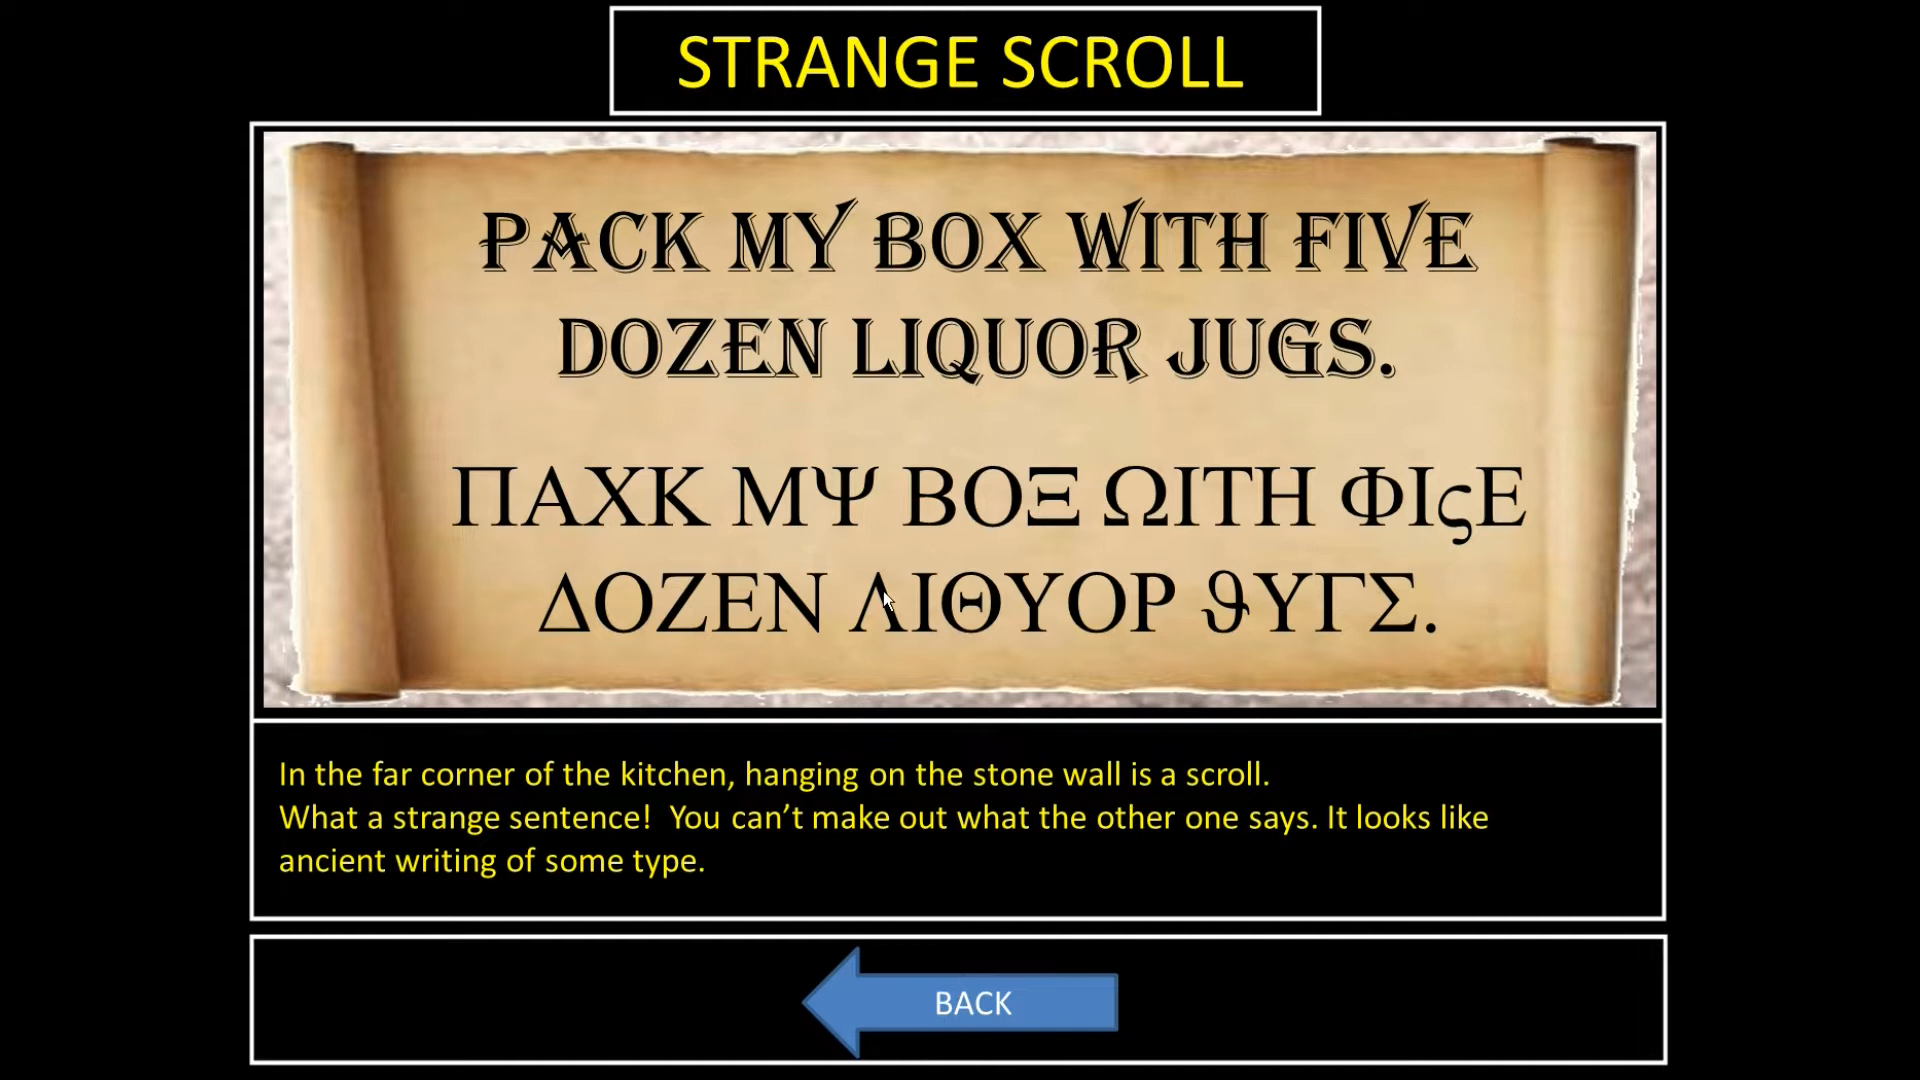 STRANGE SCROLL
PACK MY BOX WITH FIVE
DOZEN LIQUOR JUGS.
ΠΑΧΚ ΜΨ ΒΟΞ ΩΙΤΗ ΦΙςΕ
ΔΟΖΕΝ ΛΙΘΥΟΡ ϑΥΓΣ.
In the far corner of the kitchen, hanging on the stone wall is a scroll.
What a strange sentence!  You can’t make out what the other one says. It looks like
ancient writing of some type.
BACK